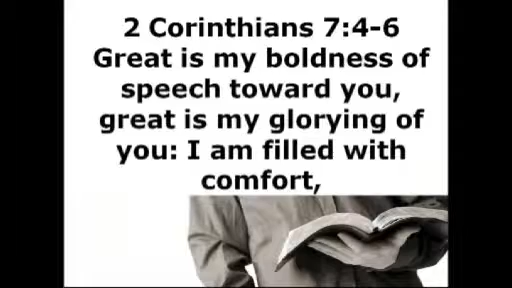 2 Corinthians 7:4-6
Great is my boldness of
speech toward you,
great is my glorying of
you: I am filled with
comfort,